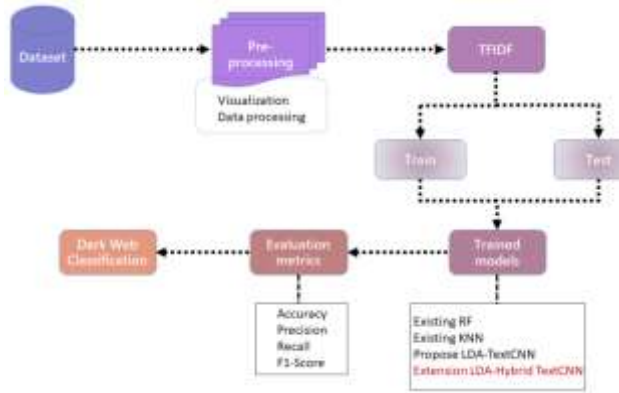 Dataset
Pre-
processing
TFIDF
Visualization
Data processing
Train
Test
Dark Web
Classification
Evaluation
metrics
Trained
models
Accuracy
Precision
Recall
F1-Score
Existing RF
Existing KNN
Propose LDA-TextCNN
Extension LDA-Hybrid TextCNN